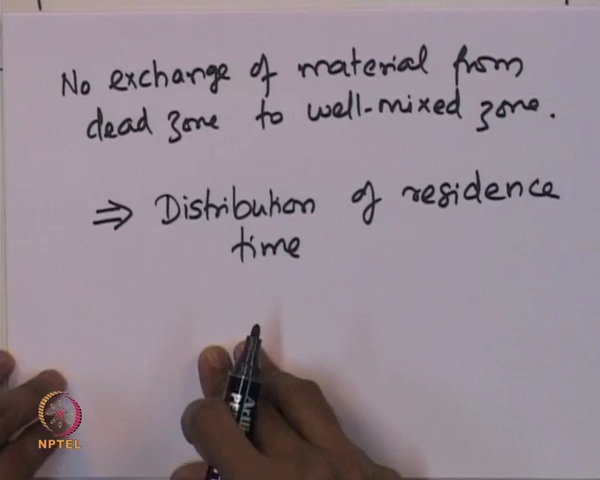 No exchange of material from
dead zone to well-mixed zone.
⇒ Distribution of residence
time
NPTEL